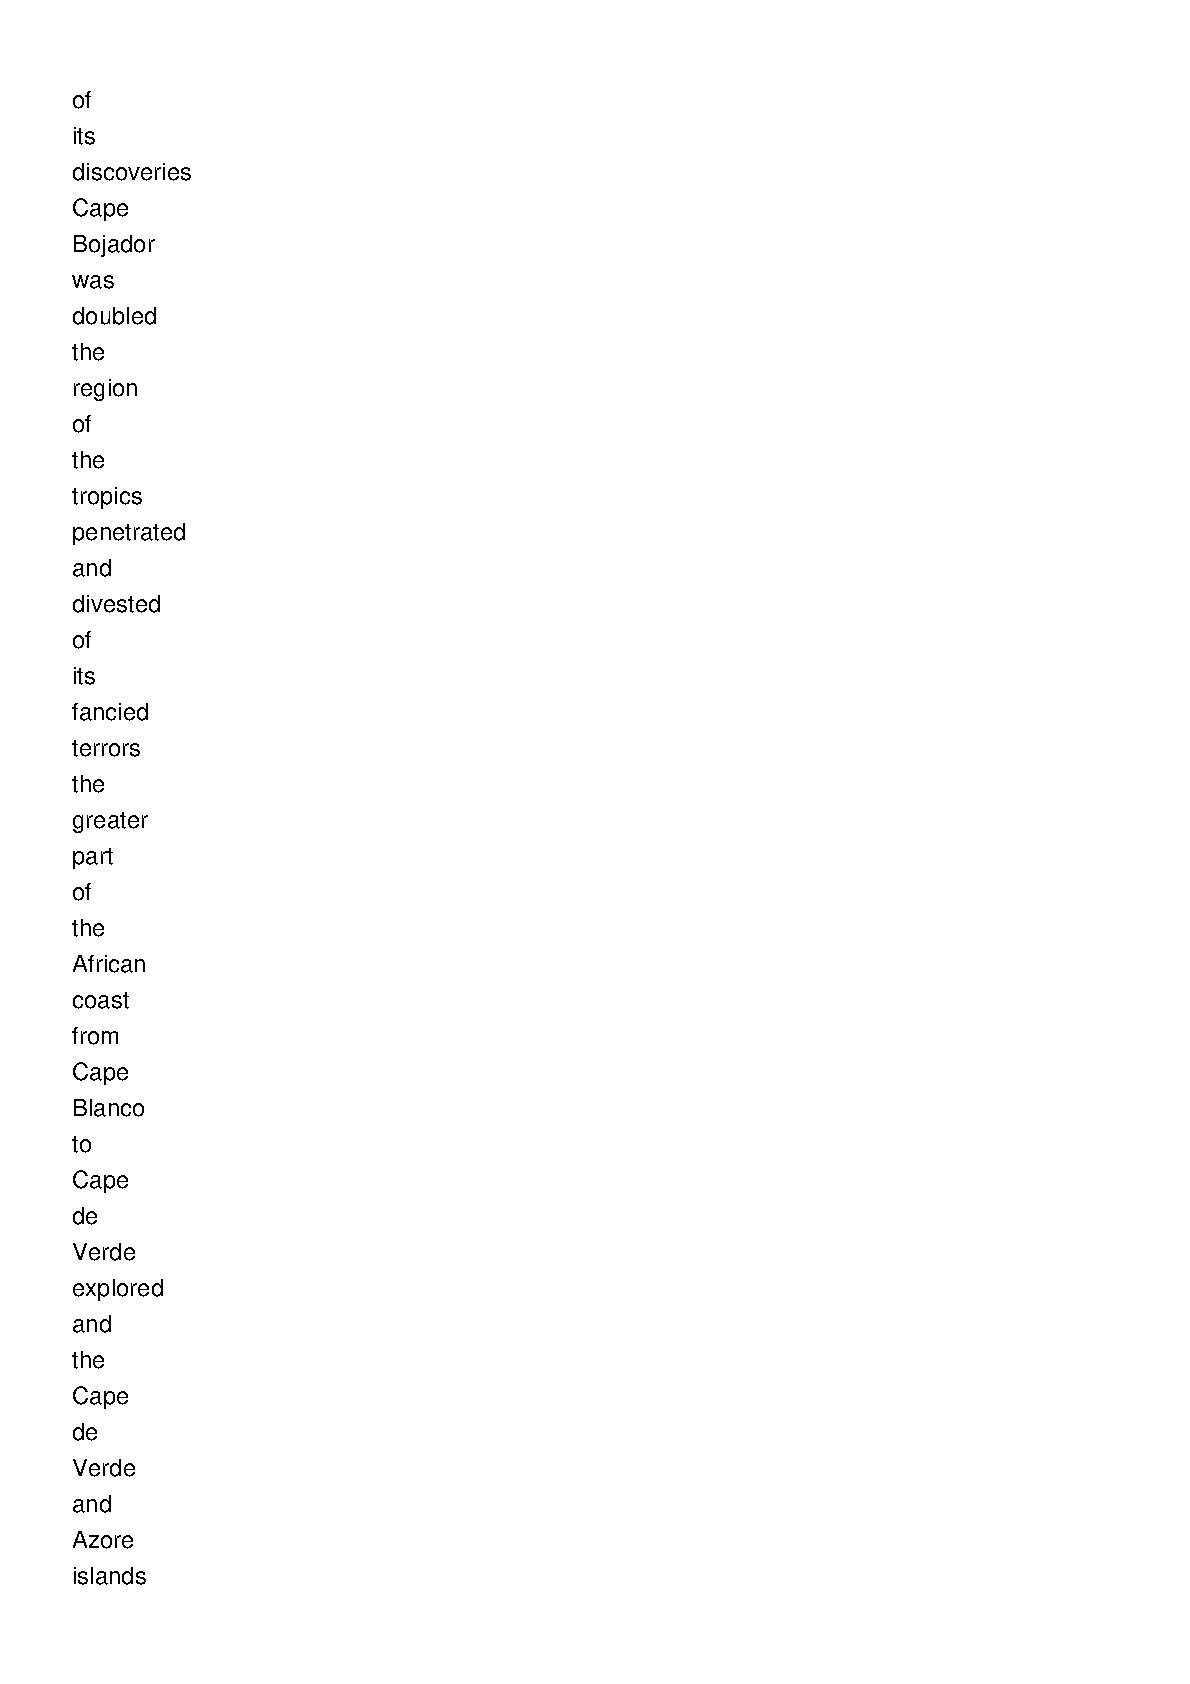 of
its
discoveries
Cape
Bojador
was
doubled
the
region
of
the
tropics
penetrated
and
divested
of
its
fancied
terrors
the
greater
part
of
the
African
coast
from
Cape
Blanco
to
Cape
de
Verde
explored
and
the
Cape
de
Verde
and
Azore
islands